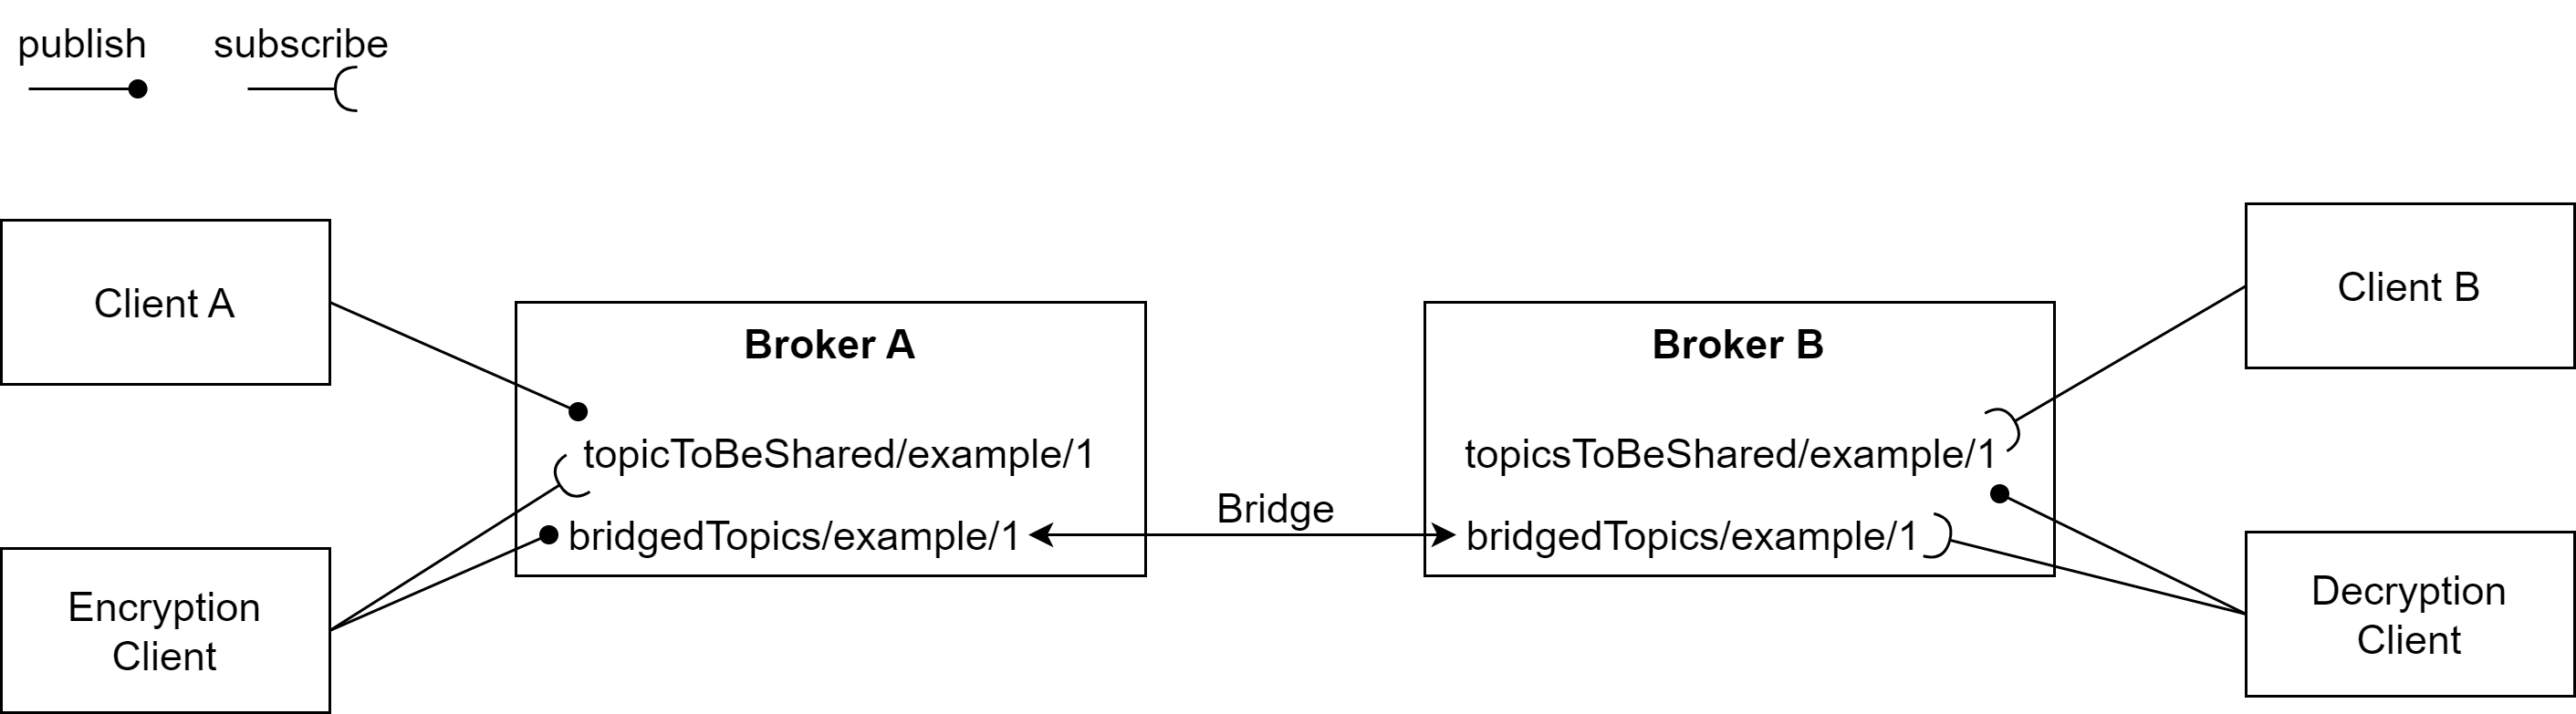 publish
subscribe
Client A
Broker A
topicToBeShared/example/1
bridgedTopics/example/1
Encryption
Client
Bridge
Broker B
topicsToBeShared/example/1
bridgedTopics/example/1
Client B
Decryption
Client